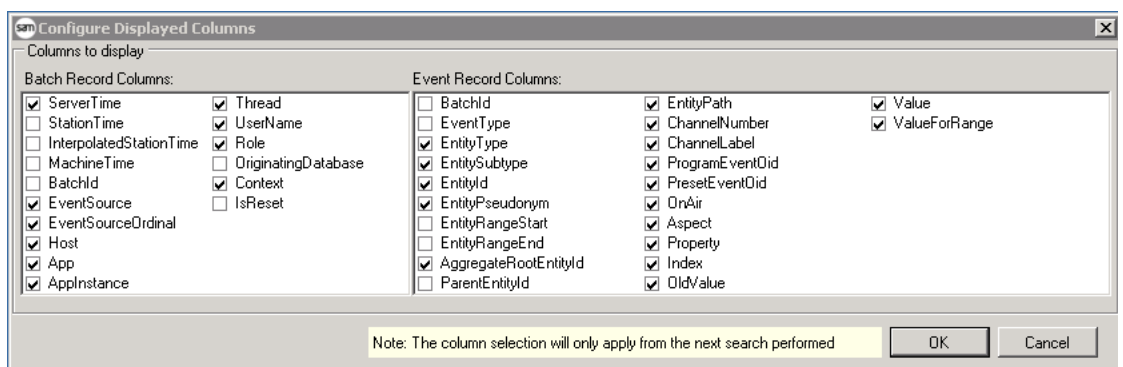 sam Configure Displayed Columns
Columns to display
Batch Record Columns:
ServerTime
StationTime
InterpolatedStationTime
MachineTime
BatchId
EventSource
EventSourceOrdinal
Host
App
AppInstance
Thread
UserName
Role
OriginatingDatabase
Context
IsReset
Event Record Columns:
BatchId
EventType
EntityType
EntitySubtype
EntityId
EntityPseudonym
EntityRangeStart
EntityRangeEnd
AggregateRootEntityId
ParentEntityId
EntityPath
ChannelNumber
ChannelLabel
ProgramEventOid
PresetEventOid
OnAir
Aspect
Property
Index
OldValue
Value
ValueForRange
Note: The column selection will only apply from the next search performed
OK
Cancel